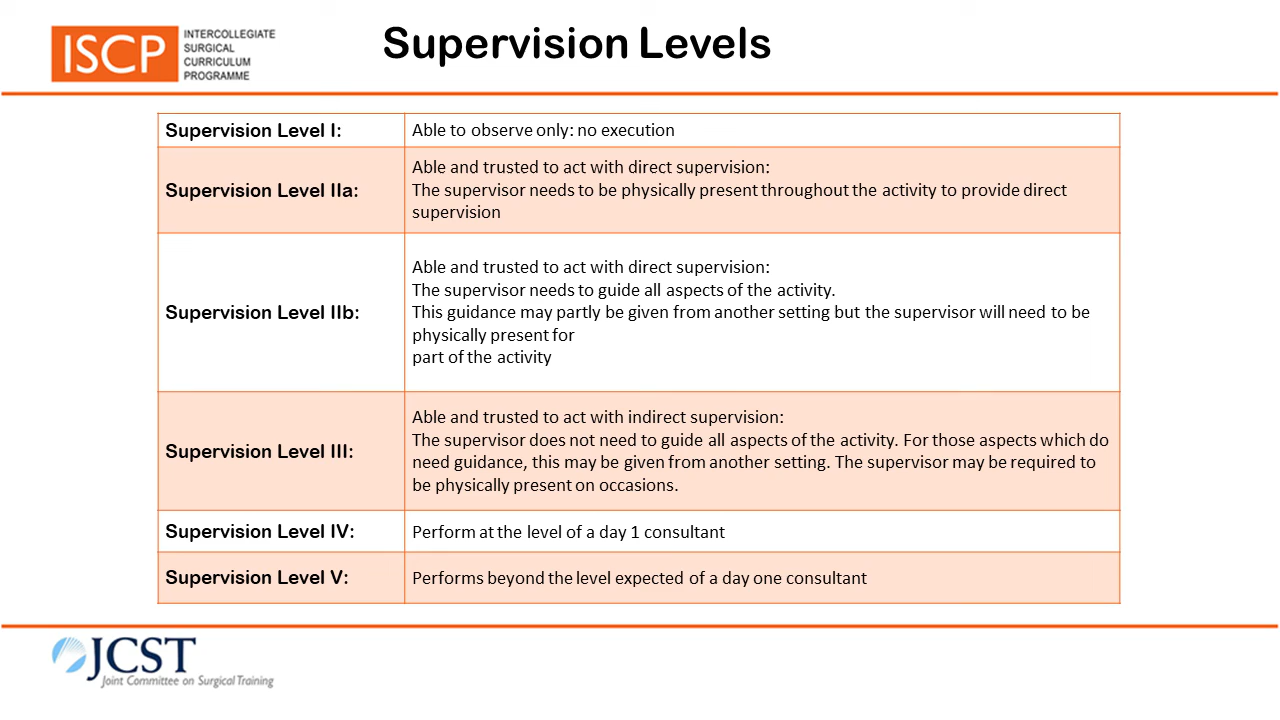 ISCP
INTERCOLLEGIATE
SURGICAL
CURRICULUM
PROGRAMME
Supervision Levels
Supervision Level I:
Able to observe only: no execution
Supervision Level IIa:
Able and trusted to act with direct supervision:
The supervisor needs to be physically present throughout the activity to provide direct
supervision
Supervision Level IIb:
Able and trusted to act with direct supervision:
The supervisor needs to guide all aspects of the activity.
This guidance may partly be given from another setting but the supervisor will need to be
physically present for
part of the activity
Supervision Level III:
Able and trusted to act with indirect supervision:
The supervisor does not need to guide all aspects of the activity. For those aspects which do
need guidance, this may be given from another setting. The supervisor may be required to
be physically present on occasions.
Supervision Level IV:
Perform at the level of a day 1 consultant
Supervision Level V:
Performs beyond the level expected of a day one consultant
JCST
Joint Committee on Surgical Training